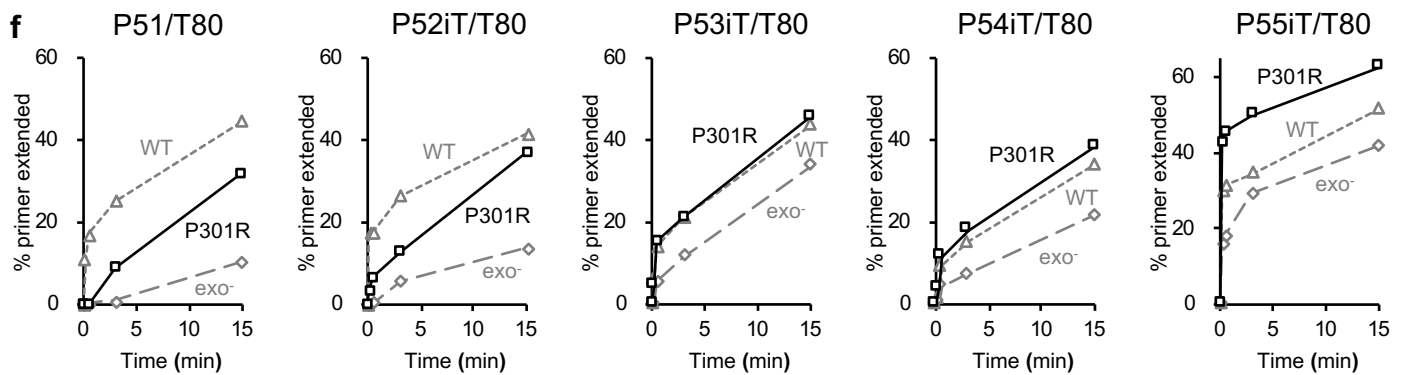 f
P51/T80
% primer extended
60
40
20
0
WT
P301R
exo-
0 5 10 15
Time (min)
P52iT/T80
% primer extended
60
40
20
0
WT
P301R
exo-
0 5 10 15
Time (min)
P53iT/T80
% primer extended
60
40
20
0
P301R
WT
exo-
0 5 10 15
Time (min)
P54iT/T80
% primer extended
60
40
20
0
P301R
WT
exo-
0 5 10 15
Time (min)
P55iT/T80
% primer extended
60
40
20
0
P301R
WT
exo-
0 5 10 15
Time (min)